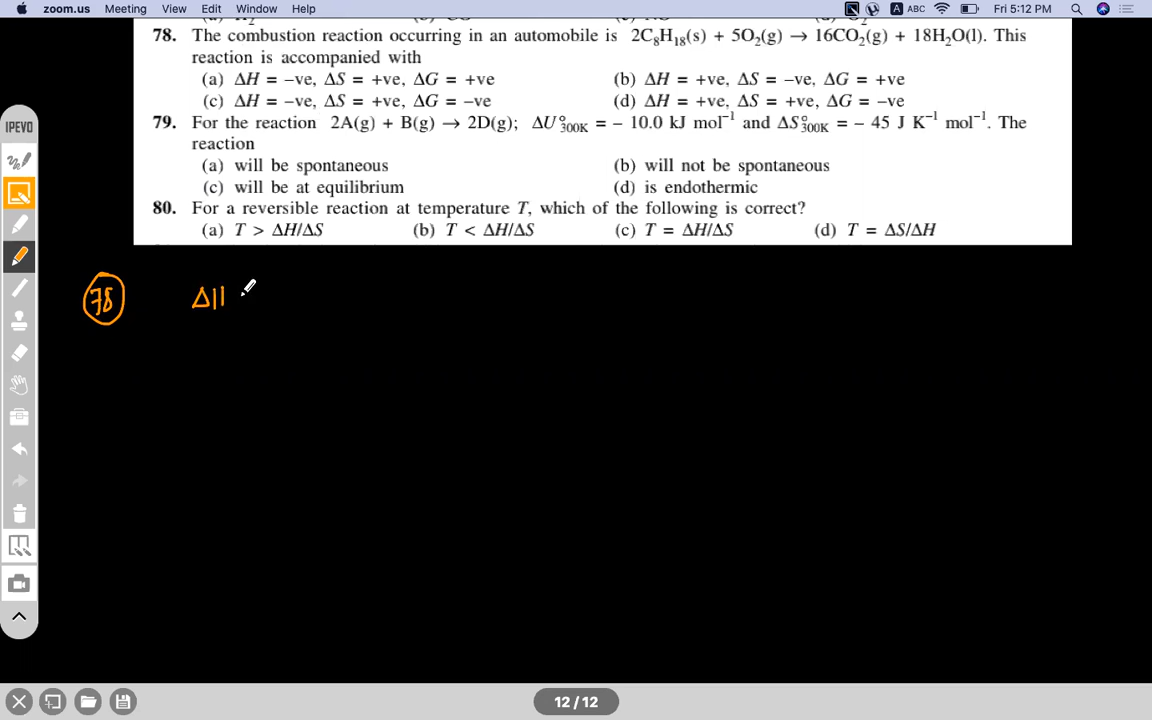 zoom.us Meeting View Edit Window Help A ABC Fri 5:12 PM
78. The combustion reaction occurring in an automobile is 2C₈H₁₈(s) + 5O₂(g) → 16CO₂(g) + 18H₂O(l). This
reaction is accompanied with
(a) ΔH = –ve, ΔS = +ve, ΔG = +ve (b) ΔH = +ve, ΔS = –ve, ΔG = +ve
(c) ΔH = –ve, ΔS = +ve, ΔG = –ve (d) ΔH = +ve, ΔS = +ve, ΔG = –ve
79. For the reaction 2A(g) + B(g) → 2D(g); ΔU°₃₀₀K = – 10.0 kJ mol⁻¹ and ΔS°₃₀₀K = – 45 J K⁻¹ mol⁻¹. The
reaction
(a) will be spontaneous (b) will not be spontaneous
(c) will be at equilibrium (d) is endothermic
80. For a reversible reaction at temperature T, which of the following is correct?
(a) T > ΔH/ΔS (b) T < ΔH/ΔS (c) T = ΔH/ΔS (d) T = ΔS/ΔH
IPEVO
78 Δ
12/12